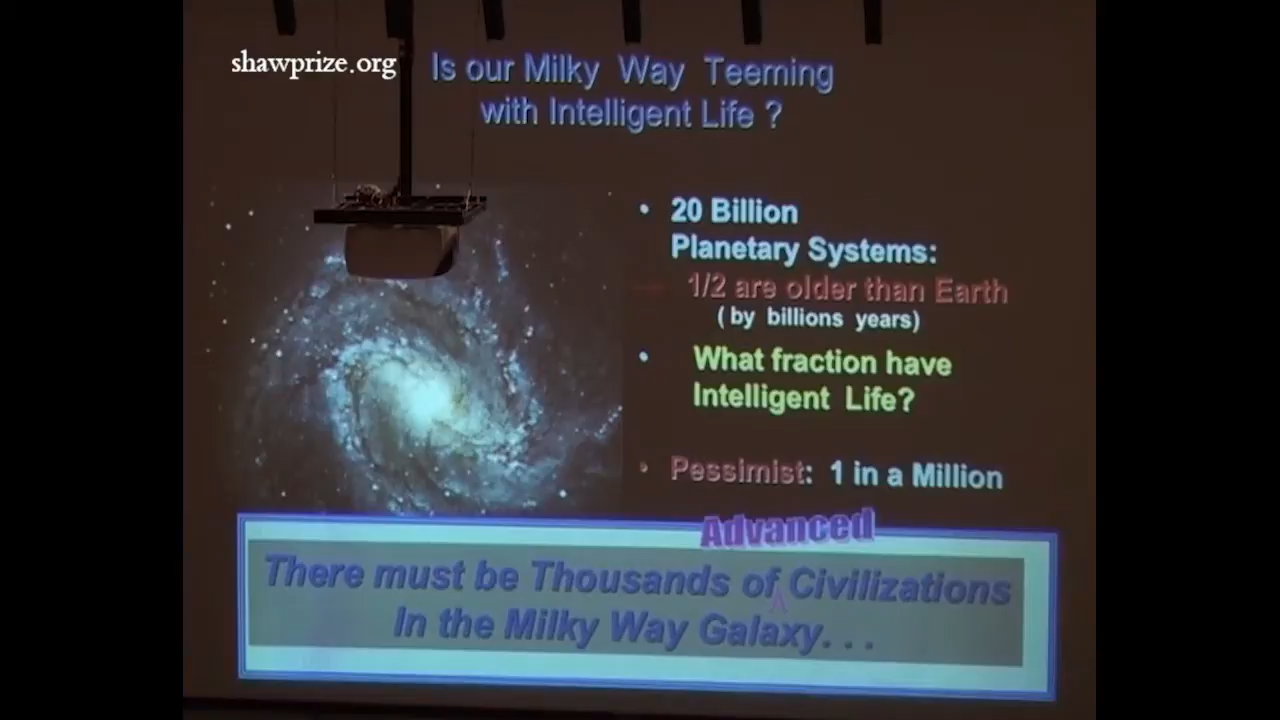 shawprize.org
Is our Milky Way Teeming
with Intelligent Life ?
• 20 Billion
Planetary Systems:
1/2 are older than Earth
( by billions years)
• What fraction have
Intelligent Life?
• Pessimist: 1 in a Million
Advanced
There must be Thousands of Civilizations
In the Milky Way Galaxy. . .